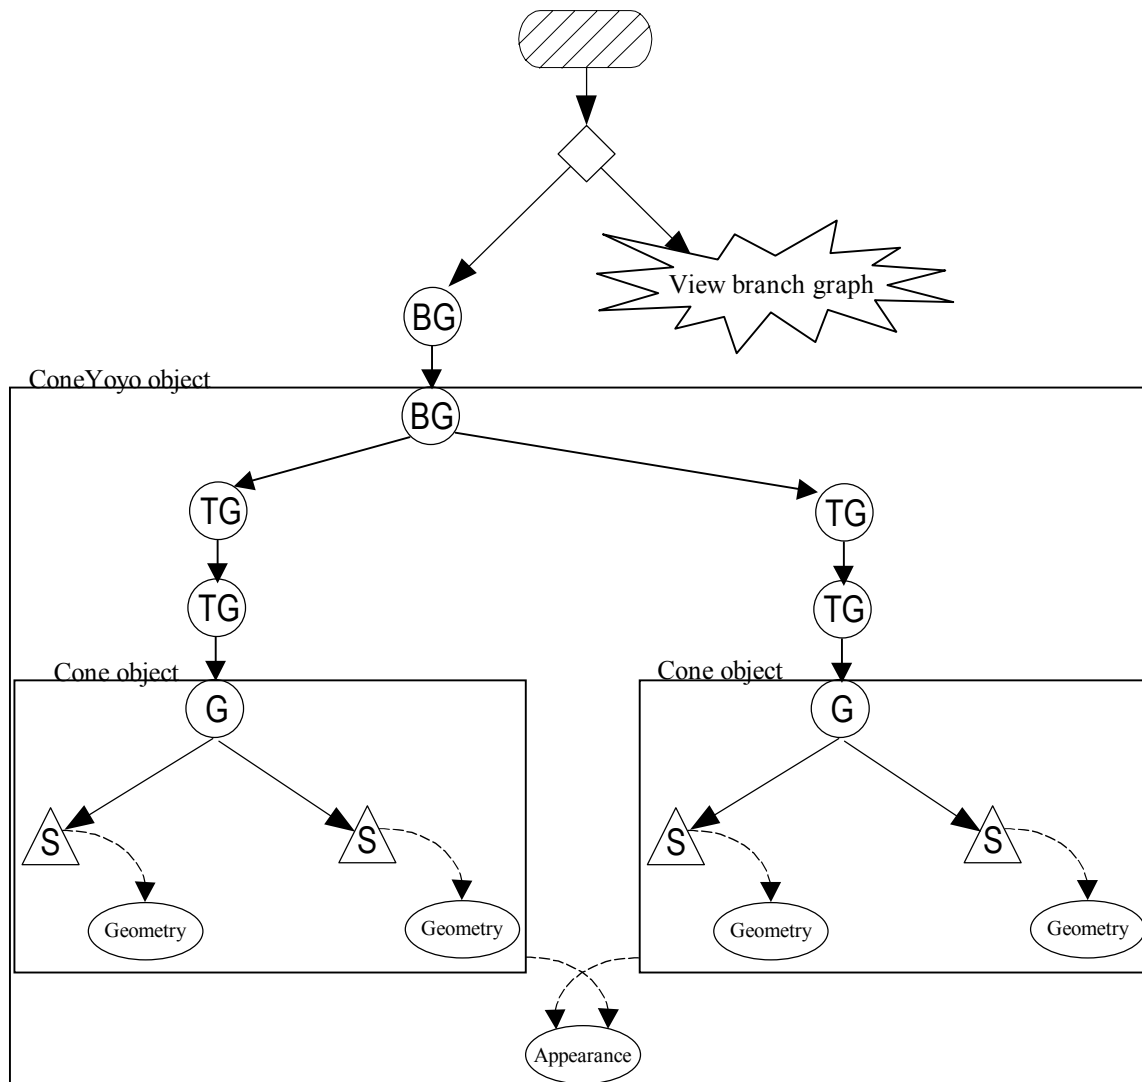 View branch graph
BG
ConeYoyo object
BG
TG
TG
TG
TG
Cone object
Cone object
G
G
S
S
S
S
Geometry
Geometry
Geometry
Geometry
Appearance